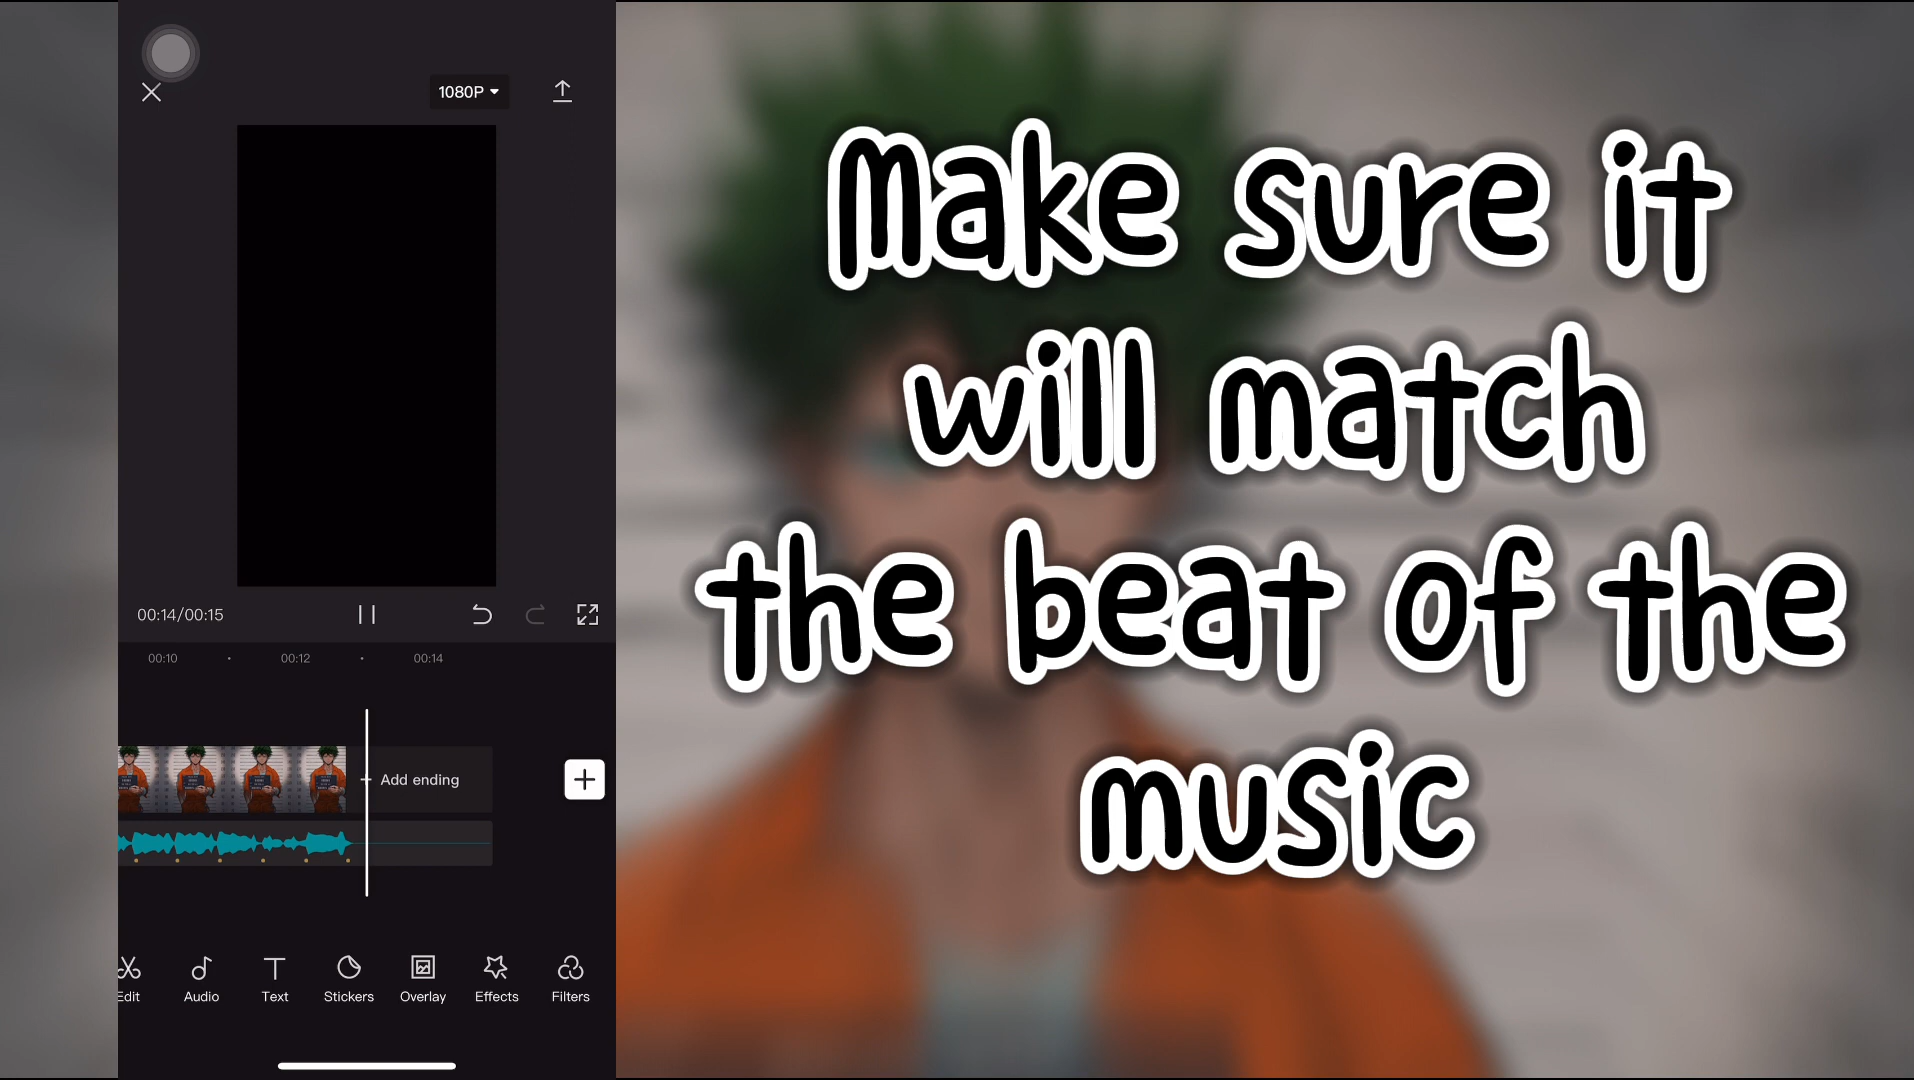 1080P
00:14/00:15
00:10
00:12
00:14
Add ending
Edit
Audio
Text
Stickers
Overlay
Effects
Filters
Make sure it
will match
the beat of the
music